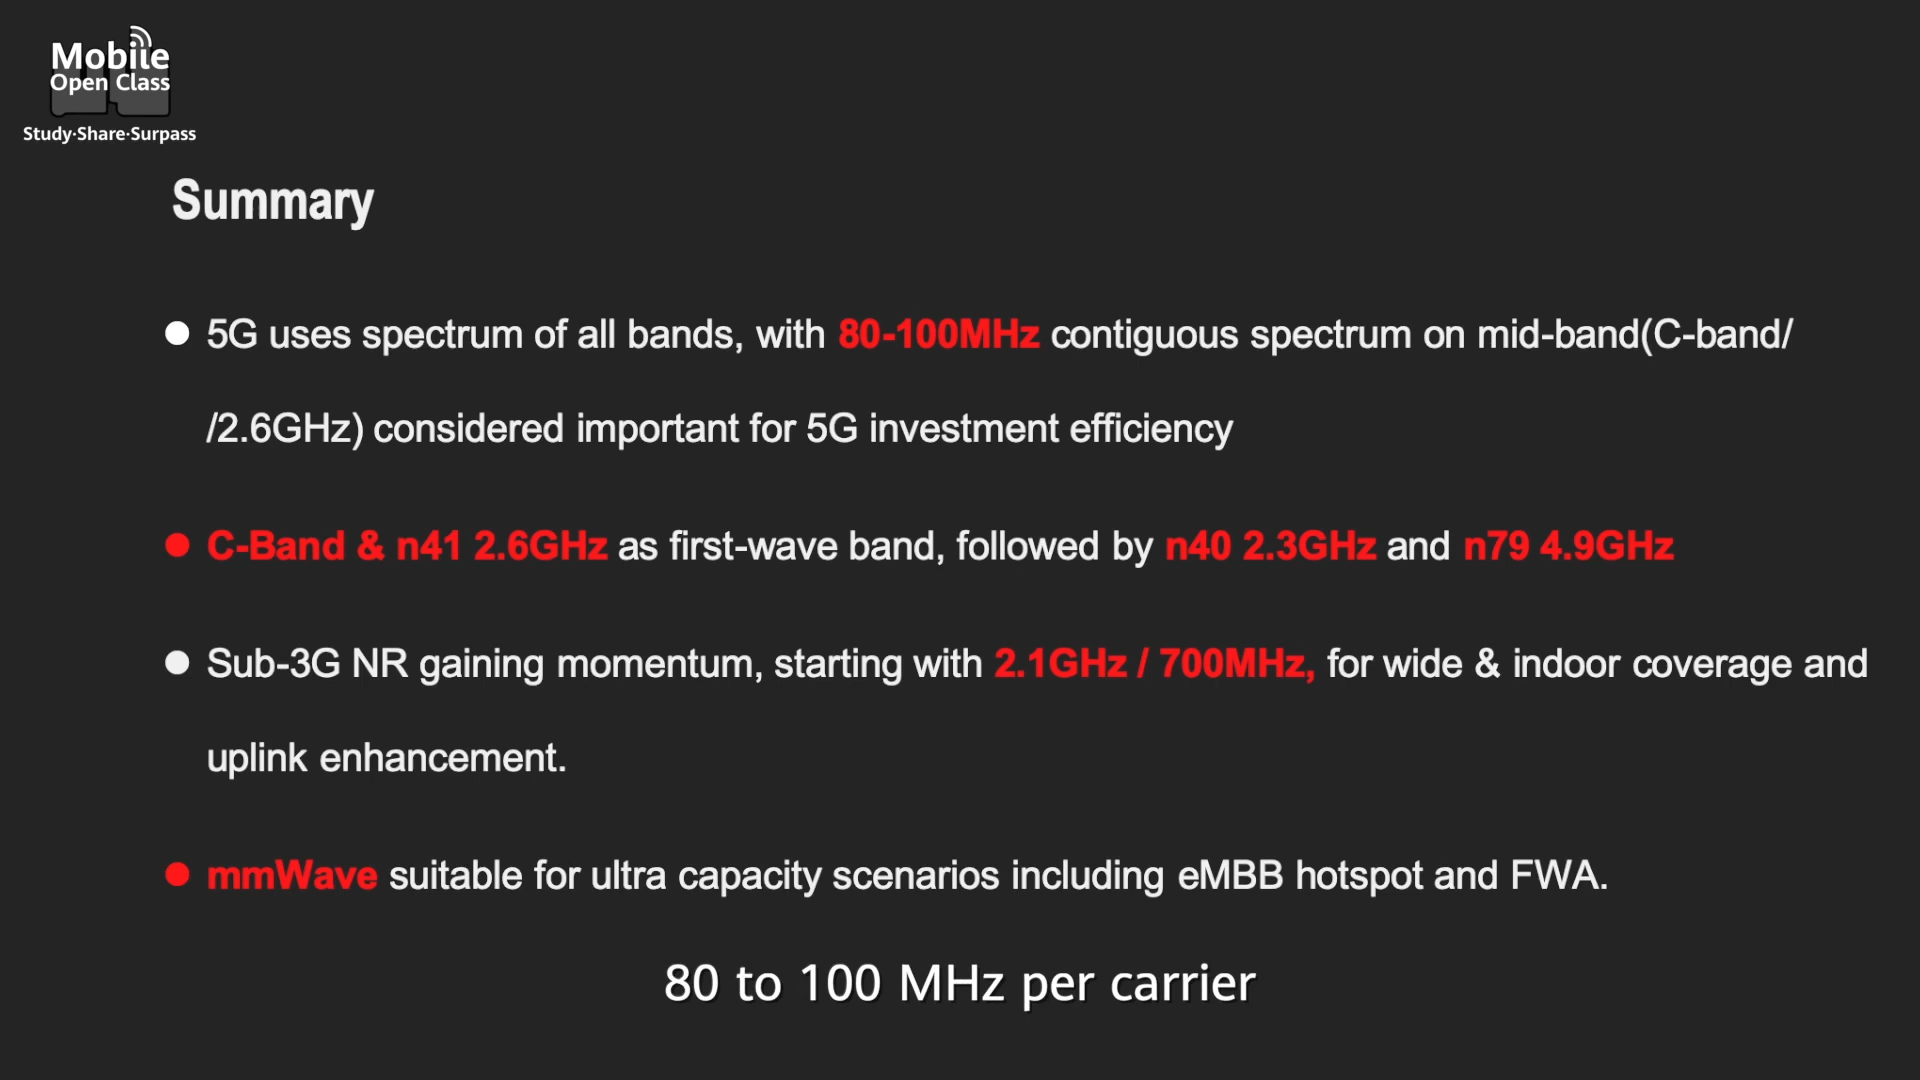 Mobile
Open Class
Study·Share·Surpass
Summary
5G uses spectrum of all bands, with 80-100MHz contiguous spectrum on mid-band(C-band/
/2.6GHz) considered important for 5G investment efficiency
C-Band & n41 2.6GHz as first-wave band, followed by n40 2.3GHz and n79 4.9GHz
Sub-3G NR gaining momentum, starting with 2.1GHz / 700MHz, for wide & indoor coverage and
uplink enhancement.
mmWave suitable for ultra capacity scenarios including eMBB hotspot and FWA.
80 to 100 MHz per carrier